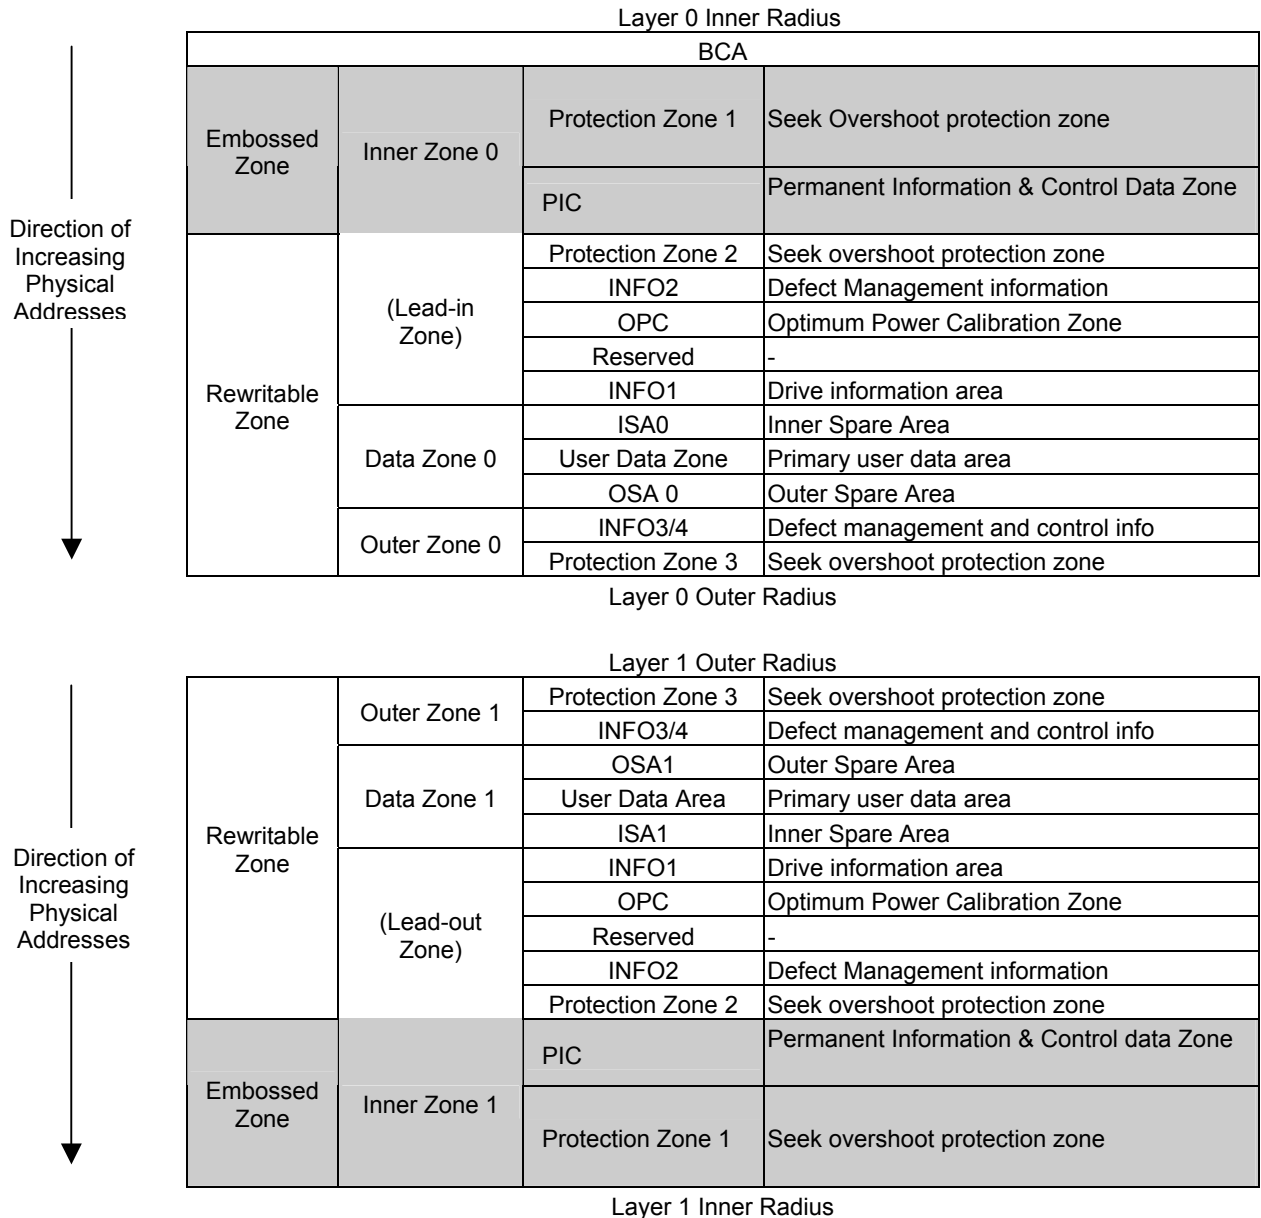 Layer 0 Inner Radius
BCA
Embossed
Zone
Inner Zone 0
Protection Zone 1
Seek Overshoot protection zone
PIC
Permanent Information & Control Data Zone
Direction of
Increasing
Physical
Addresses
Rewritable
Zone
(Lead-in
Zone)
Protection Zone 2
Seek overshoot protection zone
INFO2
Defect Management information
OPC
Optimum Power Calibration Zone
Reserved
-
INFO1
Drive information area
Data Zone 0
ISA0
Inner Spare Area
User Data Zone
Primary user data area
OSA 0
Outer Spare Area
Outer Zone 0
INFO3/4
Defect management and control info
Protection Zone 3
Seek overshoot protection zone
Layer 0 Outer Radius
Layer 1 Outer Radius
Rewritable
Zone
Outer Zone 1
Protection Zone 3
Seek overshoot protection zone
INFO3/4
Defect management and control info
Data Zone 1
OSA1
Outer Spare Area
User Data Area
Primary user data area
ISA1
Inner Spare Area
Direction of
Increasing
Physical
Addresses
(Lead-out
Zone)
INFO1
Drive information area
OPC
Optimum Power Calibration Zone
Reserved
-
INFO2
Defect Management information
Protection Zone 2
Seek overshoot protection zone
Embossed
Zone
Inner Zone 1
PIC
Permanent Information & Control data Zone
Protection Zone 1
Seek overshoot protection zone
Layer 1 Inner Radius